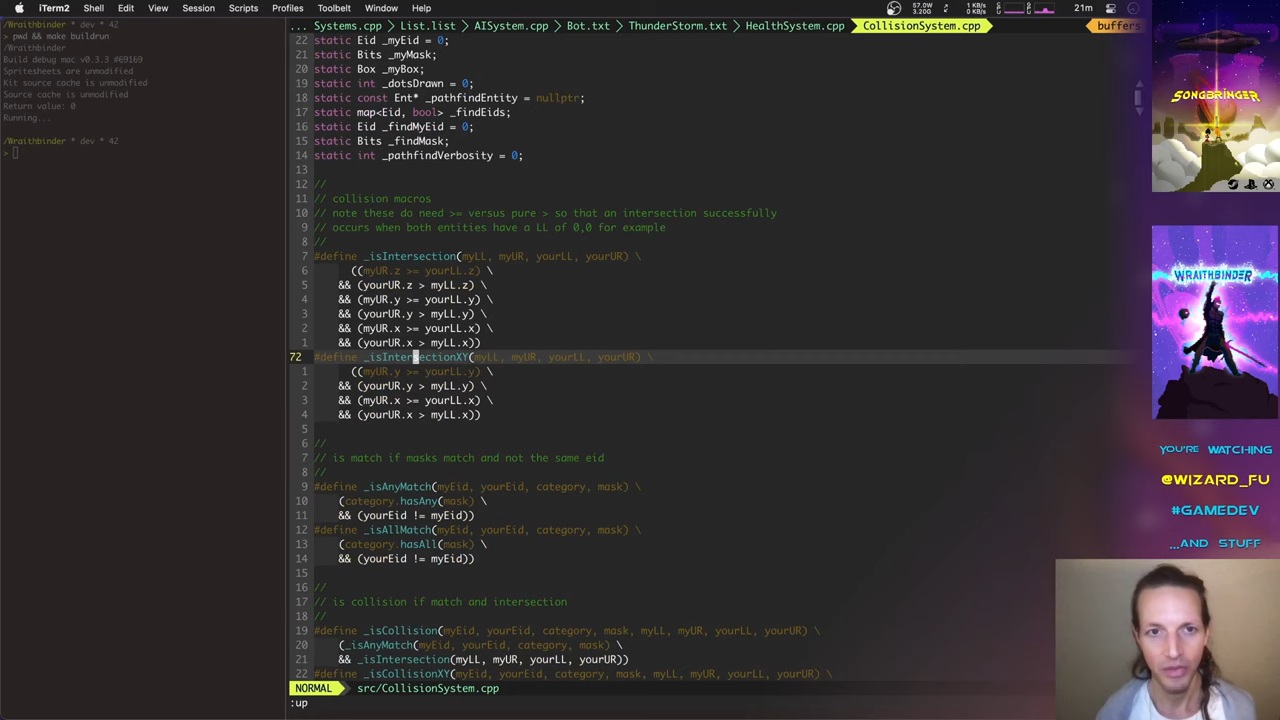 iTerm2 Shell Edit View Session Scripts Profiles Toolbelt Window Help 57.0W 3.20G 1 KB/s 0 KB/s 21m
/Wraithbinder * dev * 42
> pwd && make buildrun
/Wraithbinder
Build debug mac v0.3.3 #69169
Spritesheets are unmodified
Kit source cache is unmodified
Source cache is unmodified
Return value: 0
Running...
/Wraithbinder * dev * 42
>
... Systems.cpp > List.list > AISystem.cpp > Bot.txt > ThunderStorm.txt > HealthSystem.cpp CollisionSystem.cpp buffers
22 static Eid _myEid = 0;
21 static Bits _myMask;
20 static Box _myBox;
19 static int _dotsDrawn = 0;
18 static const Ent* _pathfindEntity = nullptr;
17 static map<Eid, bool> _findEids;
16 static Eid _findMyEid = 0;
15 static Bits _findMask;
14 static int _pathfindVerbosity = 0;
13
12 //
11 // collision macros
10 // note these do need >= versus pure > so that an intersection successfully
9 // occurs when both entities have a LL of 0,0 for example
8 //
7 #define _isIntersection(myLL, myUR, yourLL, yourUR) \
6 ((myUR.z >= yourLL.z) \
5 && (yourUR.z > myLL.z) \
4 && (myUR.y >= yourLL.y) \
3 && (yourUR.y > myLL.y) \
2 && (myUR.x >= yourLL.x) \
1 && (yourUR.x > myLL.x))
72 #define _isIntersectionXY(myLL, myUR, yourLL, yourUR) \
1 ((myUR.y >= yourLL.y) \
2 && (yourUR.y > myLL.y) \
3 && (myUR.x >= yourLL.x) \
4 && (yourUR.x > myLL.x))
5
6 //
7 // is match if masks match and not the same eid
8 //
9 #define _isAnyMatch(myEid, yourEid, category, mask) \
10 (category.hasAny(mask) \
11 && (yourEid != myEid))
12 #define _isAllMatch(myEid, yourEid, category, mask) \
13 (category.hasAll(mask) \
14 && (yourEid != myEid))
15
16 //
17 // is collision if match and intersection
18 //
19 #define _isCollision(myEid, yourEid, category, mask, myLL, myUR, yourLL, yourUR) \
20 (_isAnyMatch(myEid, yourEid, category, mask) \
21 && _isIntersection(myLL, myUR, yourLL, yourUR))
22 #define _isCollisionXY(myEid, yourEid, category, mask, myLL, myUR, yourLL, yourUR) \
NORMAL src/CollisionSystem.cpp
:up
SONGBRINGER
WRAITHBINDER
YOU'RE WATCHING
@WIZARD_FU
#GAMEDEV
...AND STUFF